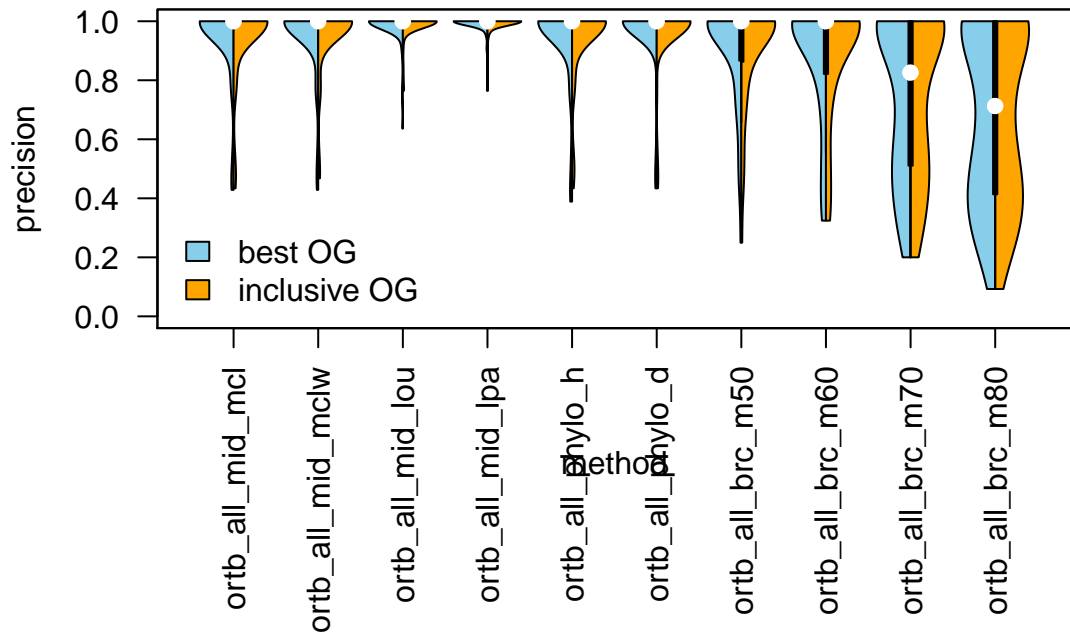 1.0
0.8
0.6
0.4
0.2
0.0
precision
best OG
inclusive OG
ortb_all_mid_mcl
ortb_all_mid_mclw
ortb_all_mid_lou
ortb_all_mid_lpa
ortb_all_phylo_h
ortb_all_phylo_d
ortb_all_brc_m50
ortb_all_brc_m60
ortb_all_brc_m70
ortb_all_brc_m80
method